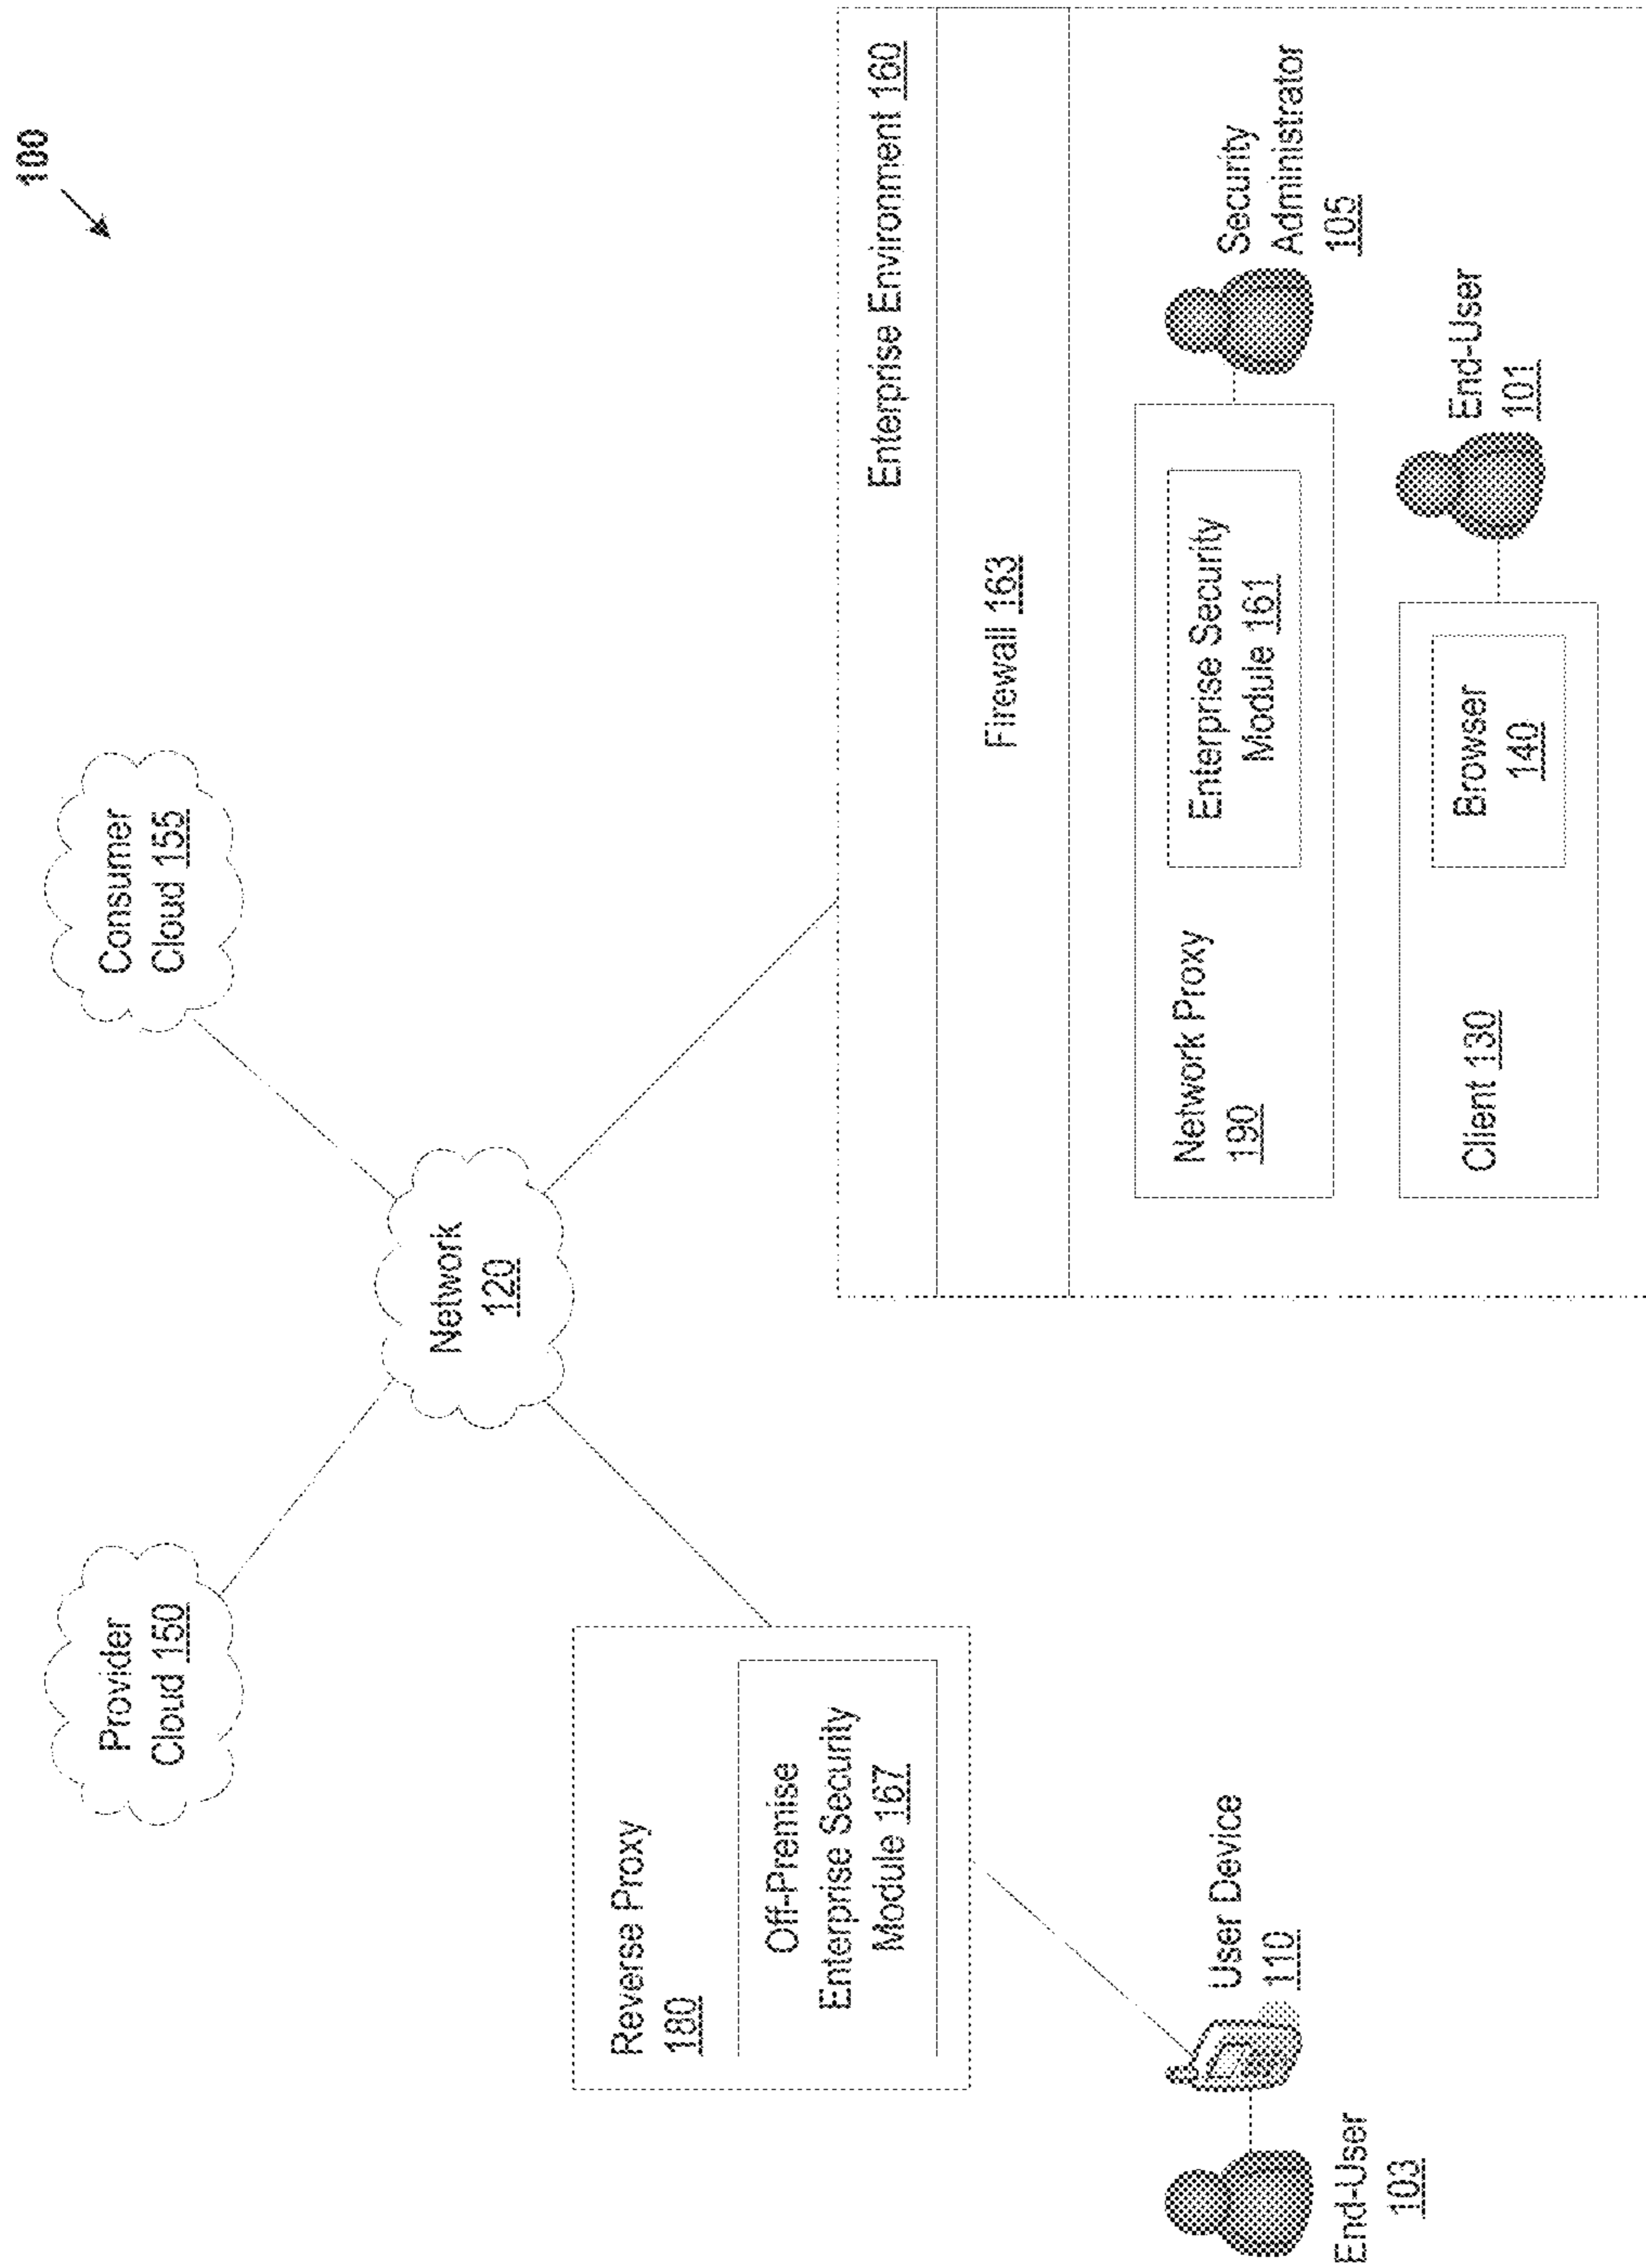 100
Provider
Cloud 150
Consumer
Cloud 155
Network
120
Reverse Proxy
180
Off-Premise
Enterprise Security
Module 167
End-User
103
User Device
110
Enterprise Environment 160
Firewall 163
Network Proxy
190
Enterprise Security
Module 161
Security
Administrator
105
Client 130
Browser
140
End-User
101